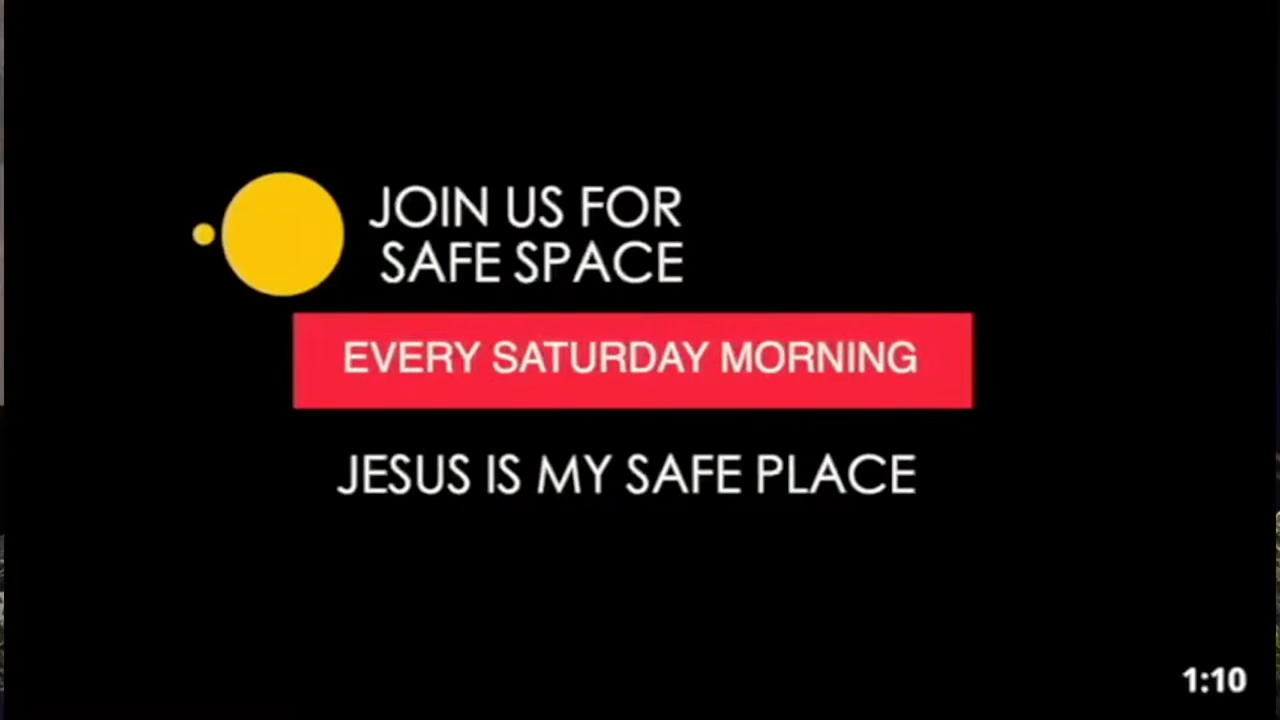 JOIN US FOR
SAFE SPACE
EVERY SATURDAY MORNING
JESUS IS MY SAFE PLACE
1:10